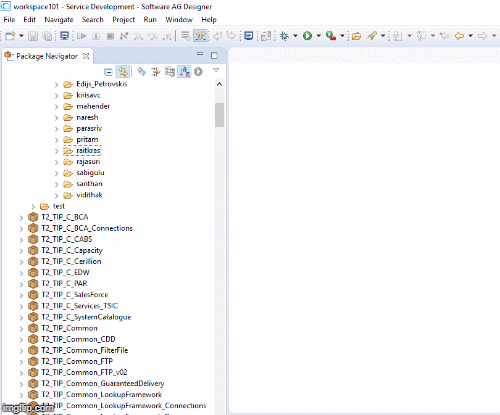 workspace101 - Service Development - Software AG Designer
File Edit Navigate Search Project Run Window Help
Package Navigator
Edijs_Petrovskis
kirisavc
mahender
naresh
parasriv
pritam
raitkras
rajasuri
sabigulu
sarithan
vidithak
test
T2_TIP_C_BCA
T2_TIP_C_BCA_Connections
T2_TIP_C_CABS
T2_TIP_C_Capacity
T2_TIP_C_Cerillion
T2_TIP_C_EDW
T2_TIP_C_PAR
T2_TIP_C_SalesForce
T2_TIP_C_Services_TSIC
T2_TIP_C_SystemCatalogue
T2_TIP_Common
T2_TIP_Common_CDD
T2_TIP_Common_FilterFile
T2_TIP_Common_FTP
T2_TIP_Common_FTP_v02
T2_TIP_Common_GuaranteedDelivery
T2_TIP_Common_LookupFramework
T2_TIP_Common_LookupFramework_Connections
imgflip.com